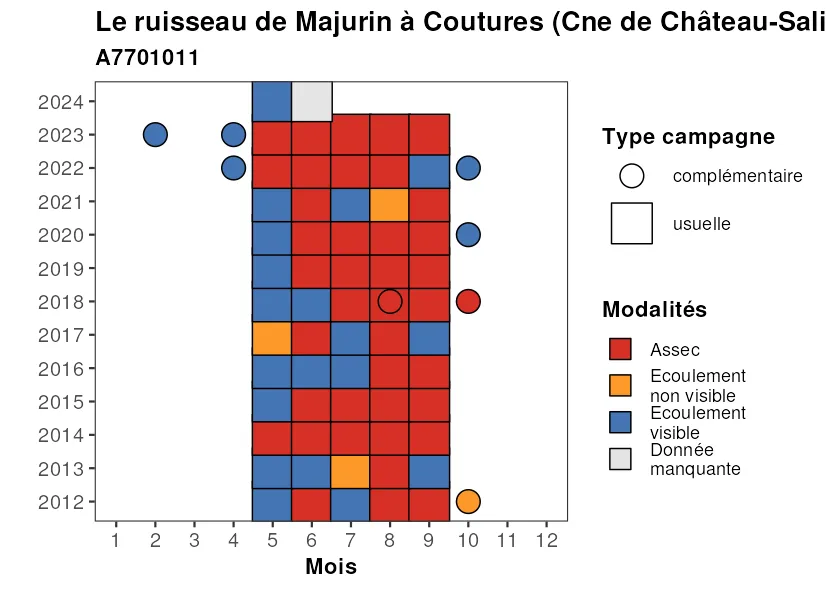 Le ruisseau de Majurin à Coutures (Cne de Château-Sali
A7701011
2024
2023
2022
2021
2020
2019
2018
2017
2016
2015
2014
2013
2012
1 2 3 4 5 6 7 8 9 10 11 12
Mois
Type campagne
complémentaire
usuelle
Modalités
Assec
Ecoulement
non visible
Ecoulement
visible
Donnée
manquante